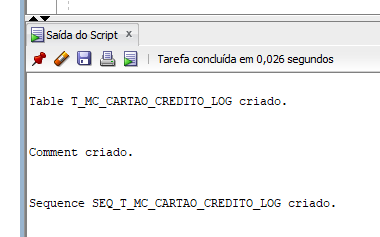 Saída do Script x
Tarefa concluída em 0,026 segundos
Table T_MC_CARTAO_CREDITO_LOG criado.
Comment criado.
Sequence SEQ_T_MC_CARTAO_CREDITO_LOG criado.